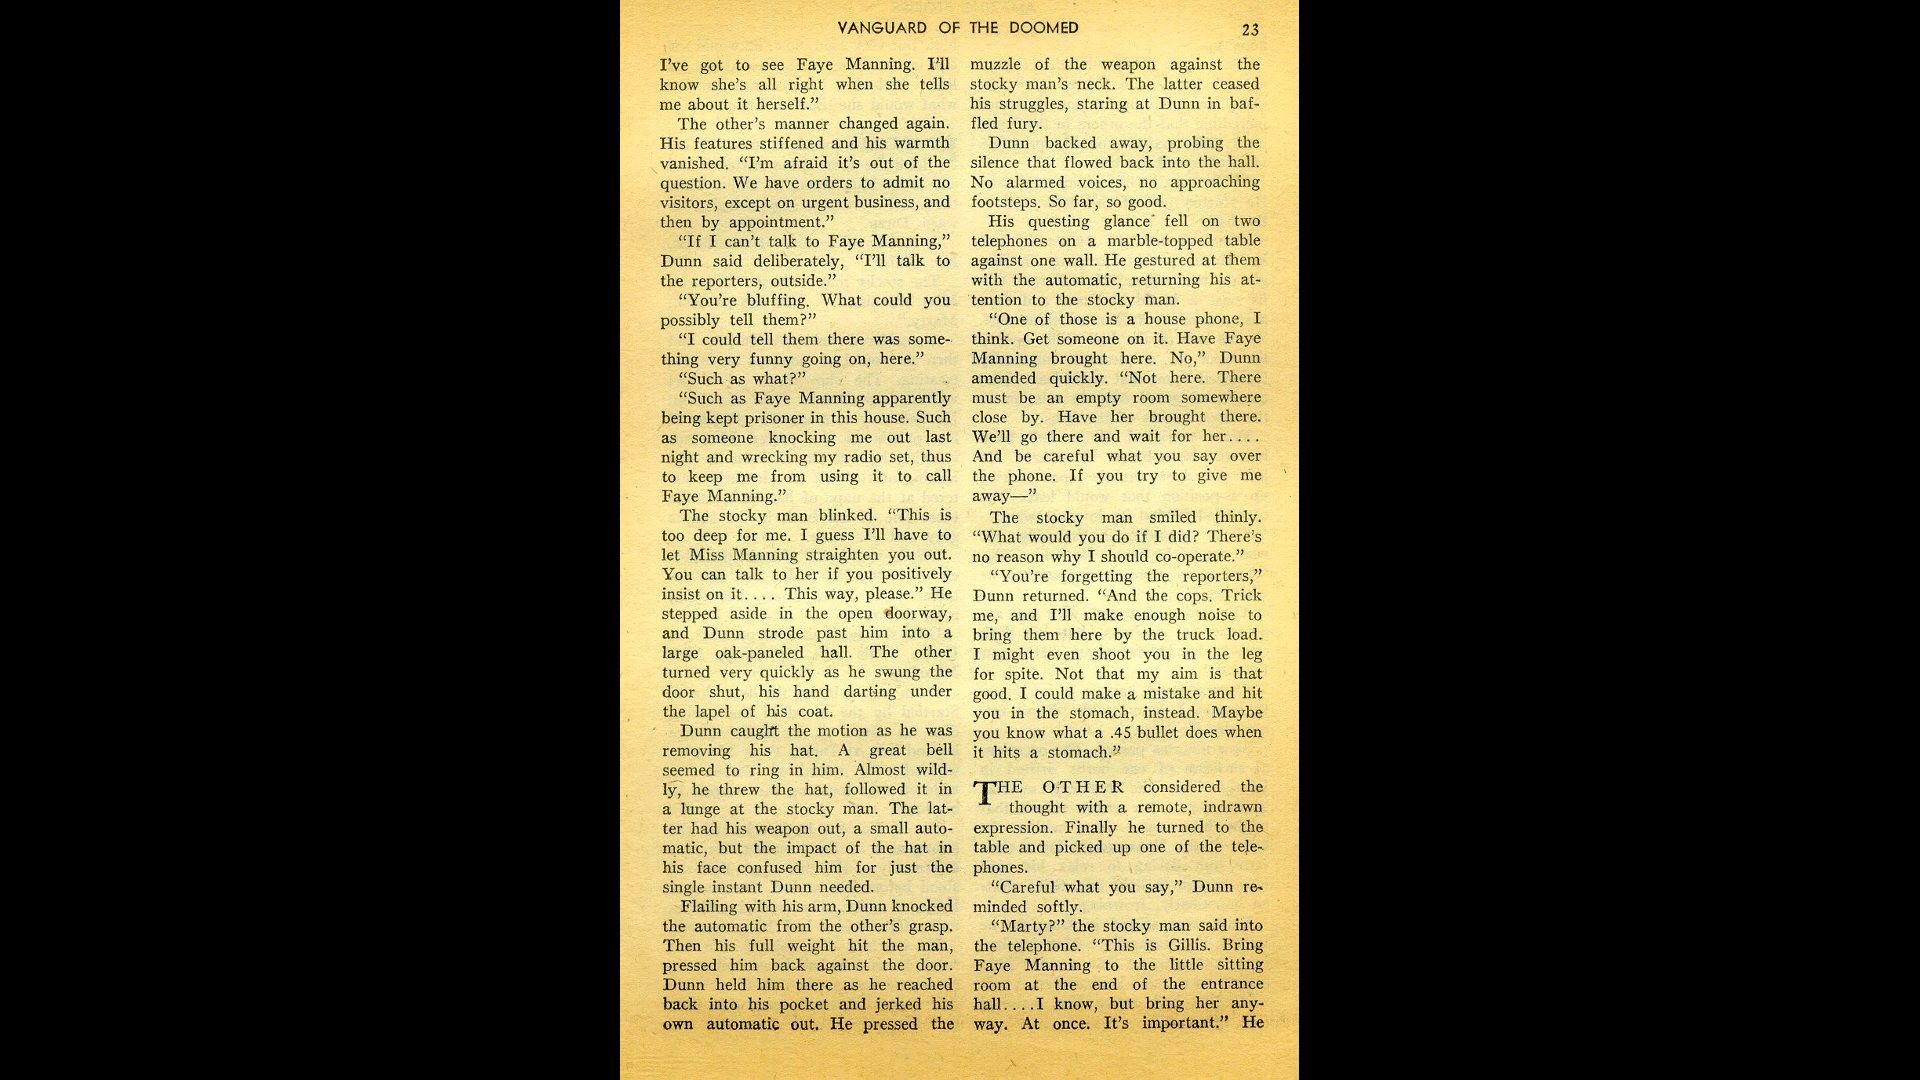 VANGUARD OF THE DOOMED
23
I've got to see Faye Manning. I'll
know she's all right when she tells
me about it herself.”
The other's manner changed again.
His features stiffened and his warmth
vanished. “I'm afraid it's out of the
question. We have orders to admit no
visitors, except on urgent business, and
then by appointment.”
“If I can't talk to Faye Manning,”
Dunn said deliberately, “I'll talk to
the reporters, outside.”
“You're bluffing. What could you
possibly tell them?”
“I could tell them there was some-
thing very funny going on, here.”
“Such as what?”
“Such as Faye Manning apparently
being kept prisoner in this house. Such
as someone knocking me out last
night and wrecking my radio set, thus
to keep me from using it to call
Faye Manning.”
The stocky man blinked. “This is
too deep for me. I guess I'll have to
let Miss Manning straighten you out.
You can talk to her if you positively
insist on it.... This way, please.” He
stepped aside in the open doorway,
and Dunn strode past him into a
large oak-paneled hall. The other
turned very quickly as he swung the
door shut, his hand darting under
the lapel of his coat.
Dunn caught the motion as he was
removing his hat. A great bell
seemed to ring in him. Almost wild-
ly, he threw the hat, followed it in
a lunge at the stocky man. The lat-
ter had his weapon out, a small auto-
matic, but the impact of the hat in
his face confused him for just the
single instant Dunn needed.
Flailing with his arm, Dunn knocked
the automatic from the other's grasp.
Then his full weight hit the man,
pressed him back against the door.
Dunn held him there as he reached
back into his pocket and jerked his
own automatic out. He pressed the
muzzle of the weapon against the
stocky man's neck. The latter ceased
his struggles, staring at Dunn in baf-
fled fury.
Dunn backed away, probing the
silence that flowed back into the hall.
No alarmed voices, no approaching
footsteps. So far, so good.
His questing glance fell on two
telephones on a marble-topped table
against one wall. He gestured at them
with the automatic, returning his at-
tention to the stocky man.
“One of those is a house phone, I
think. Get someone on it. Have Faye
Manning brought here. No,” Dunn
amended quickly. “Not here. There
must be an empty room somewhere
close by. Have her brought there.
We'll go there and wait for her....
And be careful what you say over
the phone. If you try to give me
away—”
The stocky man smiled thinly.
“What would you do if I did? There's
no reason why I should co-operate.”
“You're forgetting the reporters,”
Dunn returned. “And the cops. Trick
me, and I'll make enough noise to
bring them here by the truck load.
I might even shoot you in the leg
for spite. Not that my aim is that
good. I could make a mistake and hit
you in the stomach, instead. Maybe
you know what a .45 bullet does when
it hits a stomach.”
THE OTHER considered the
thought with a remote, indrawn
expression. Finally he turned to the
table and picked up one of the tele-
phones.
“Careful what you say,” Dunn re-
minded softly.
“Marty?” the stocky man said into
the telephone. “This is Gillis. Bring
Faye Manning to the little sitting
room at the end of the entrance
hall....I know, but bring her any-
way. At once. It's important.” He